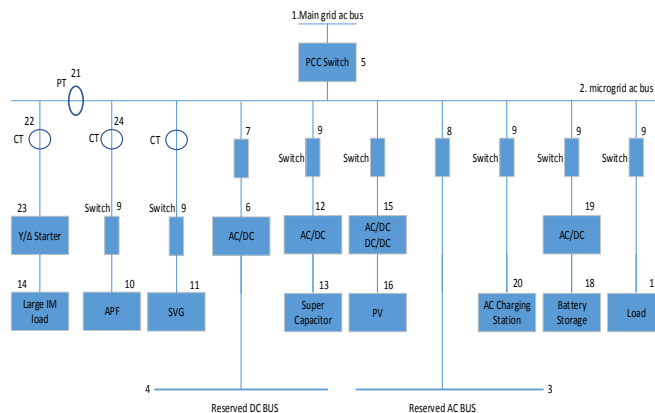 1.Main grid ac bus
PCC Switch
5
21
PT
2. microgrid ac bus
22
24
7
9
8
9
9
9
CT
CT
CT
Switch
Switch
Switch
Switch
Switch
23
Switch
9
Switch
9
6
12
15
19
Y/Δ Starter
AC/DC
AC/DC
AC/DC
DC/DC
AC/DC
14
10
11
13
16
20
18
17
Large IM
load
APF
SVG
Super
Capacitor
PV
AC Charging
Station
Battery
Storage
Load
4
3
Reserved DC BUS
Reserved AC BUS